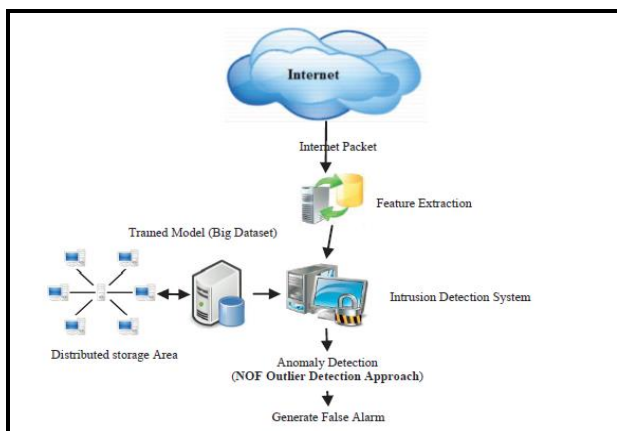 Internet
Internet Packet
Feature Extraction
Trained Model (Big Dataset)
Intrusion Detection System
Distributed storage Area
Anomaly Detection
(NOF Outlier Detection Approach)
Generate False Alarm